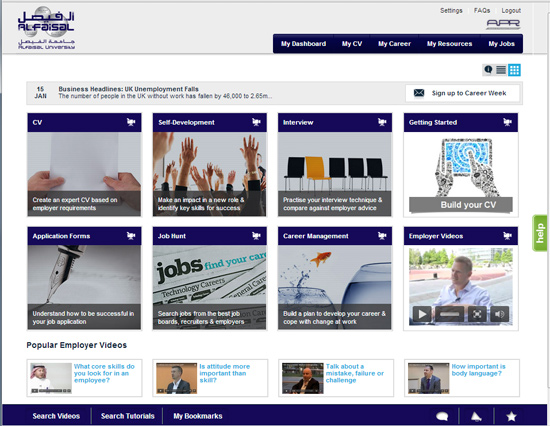 Settings FAQs Logout
الفيصل
ALFAISAL
جامعة الفيصل
ALFAISAL UNIVERSITY
APR
My Dashboard My CV My Career My Resources My Jobs
15
JAN
Business Headlines: UK Unemployment Falls
The number of people in the UK without work has fallen by 46,000 to 2.65m...
Sign up to Career Week
CV
Create an expert CV based on
employer requirements
Self-Development
Make an impact in a new role &
identify key skills for success
Interview
Practise your interview technique &
compare against employer advice
Getting Started
Build your CV
help
Application Forms
Understand how to be successful in
your job application
Job Hunt
jobs find your care
Technology Careers
Careers
Search jobs from the best job
boards, recruiters & employers
Career Management
Build a plan to develop your career &
cope with change at work
Employer Videos
Popular Employer Videos
What core skills do
you look for in an
employee?
Is attitude more
important than
skill?
Talk about a
mistake, failure or
challenge
How important is
body language?
Search Videos Search Tutorials My Bookmarks